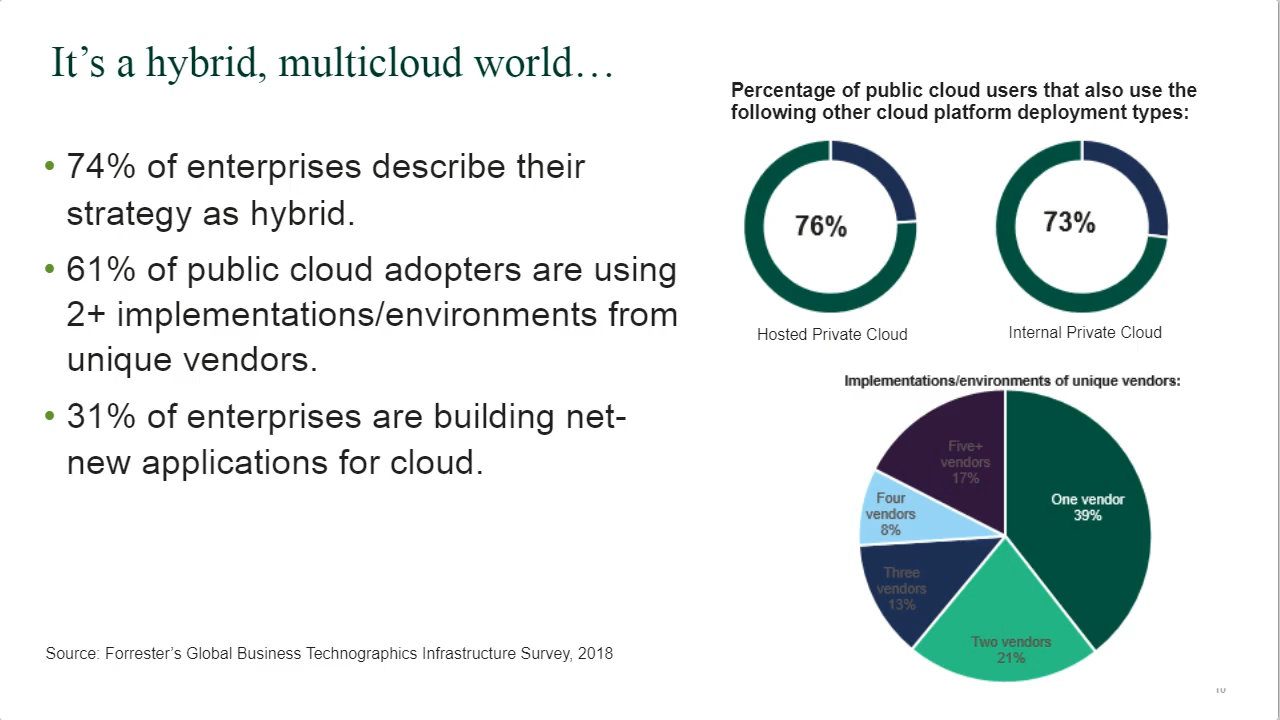 It’s a hybrid, multicloud world…
• 74% of enterprises describe their
strategy as hybrid.
• 61% of public cloud adopters are using
2+ implementations/environments from
unique vendors.
• 31% of enterprises are building net-
new applications for cloud.
Source: Forrester’s Global Business Technographics Infrastructure Survey, 2018
Percentage of public cloud users that also use the
following other cloud platform deployment types:
76%
Hosted Private Cloud
73%
Internal Private Cloud
Implementations/environments of unique vendors:
Five+
vendors
17%
One vendor
39%
Four
vendors
8%
Three
vendors
13%
Two vendors
21%